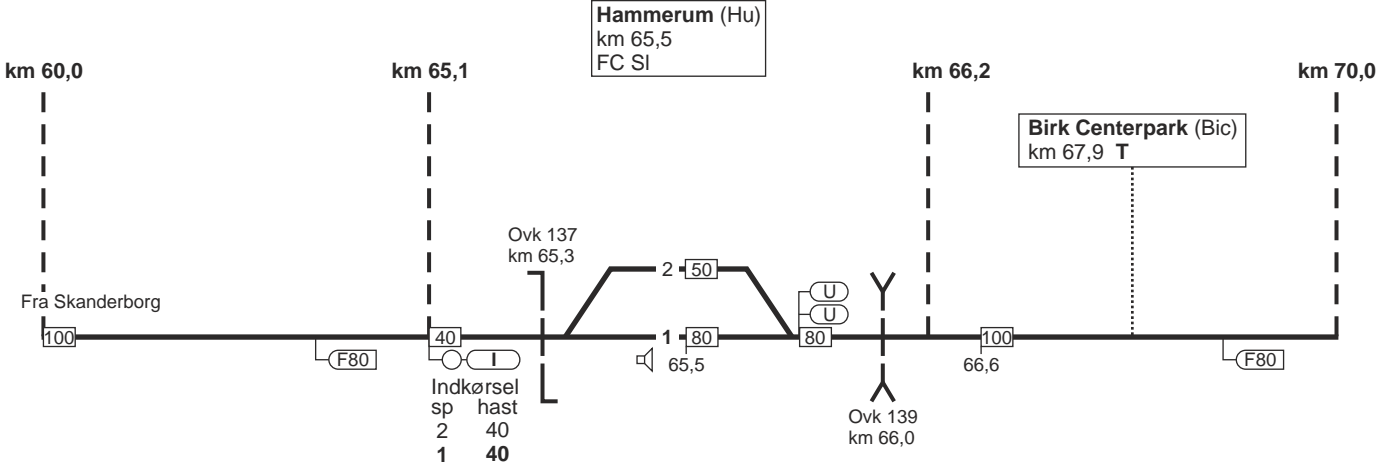 Hammerum (Hu)
km 65,5
FC SI
km 60,0
km 65,1
km 66,2
km 70,0
Birk Centerpark (Bic)
km 67,9 T
Ovk 137
km 65,3
2 50
Fra Skanderborg
U
U
100
40
1 80
80
100
F80
I
65,5
66,6
F80
Indkørsel
sp hast
2 40
1 40
Ovk 139
km 66,0